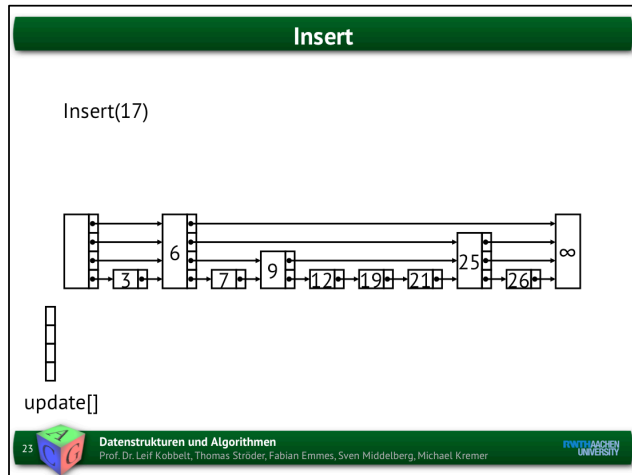 Insert
Insert(17)
6
25
∞
9
3
7
12
19
21
26
update[]
23
A
C
G
Datenstrukturen und Algorithmen
Prof. Dr. Leif Kobbelt, Thomas Ströder, Fabian Emmes, Sven Middelberg, Michael Kremer
RWTHAACHEN
UNIVERSITY